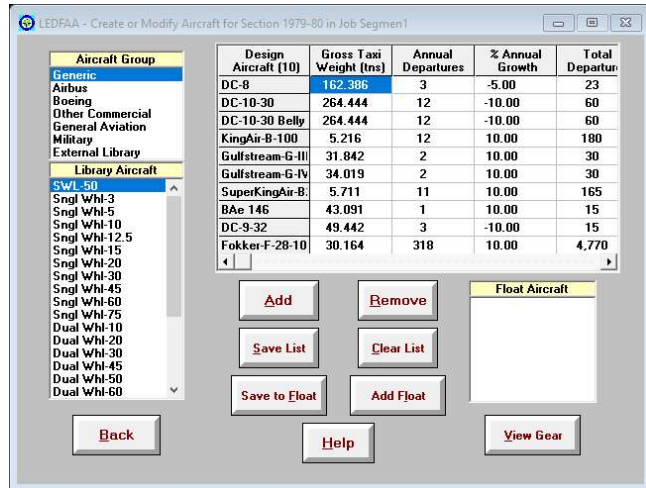 LEDFAA - Create or Modify Aircraft for Section 1979-80 in Job Segmen1
Aircraft Group
Generic
Airbus
Boeing
Other Commercial
General Aviation
Military
External Library
Library Aircraft
SWL-50
Sngl Whl-3
Sngl Whl-5
Sngl Whl-10
Sngl Whl-12.5
Sngl Whl-15
Sngl Whl-20
Sngl Whl-30
Sngl Whl-45
Sngl Whl-60
Sngl Whl-75
Dual Whl-10
Dual Whl-20
Dual Whl-30
Dual Whl-45
Dual Whl-50
Dual Whl-60
Design Gross Taxi Annual % Annual Total
Aircraft (10) Weight (tns) Departures Growth Departur
DC-8 162.386 3 -5.00 23
DC-10-30 264.444 12 -10.00 60
DC-10-30 Belly 264.444 12 -10.00 60
KingAir-B-100 5.216 12 10.00 180
Gulfstream-G-III 31.842 2 10.00 30
Gulfstream-G-IV 34.019 2 10.00 30
SuperKingAir-B: 5.711 11 10.00 165
BAe 146 43.091 1 10.00 15
DC-9-32 49.442 3 -10.00 15
Fokker-F-28-10 30.164 318 10.00 4,770
Add Remove
Save List Clear List
Save to Float Add Float
Float Aircraft
Back Help View Gear